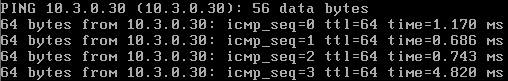 PING 10.3.0.30 (10.3.0.30): 56 data bytes
64 bytes from 10.3.0.30: icmp_seq=0 ttl=64 time=1.170 ms
64 bytes from 10.3.0.30: icmp_seq=1 ttl=64 time=0.686 ms
64 bytes from 10.3.0.30: icmp_seq=2 ttl=64 time=0.743 ms
64 bytes from 10.3.0.30: icmp_seq=3 ttl=64 time=4.820 ms